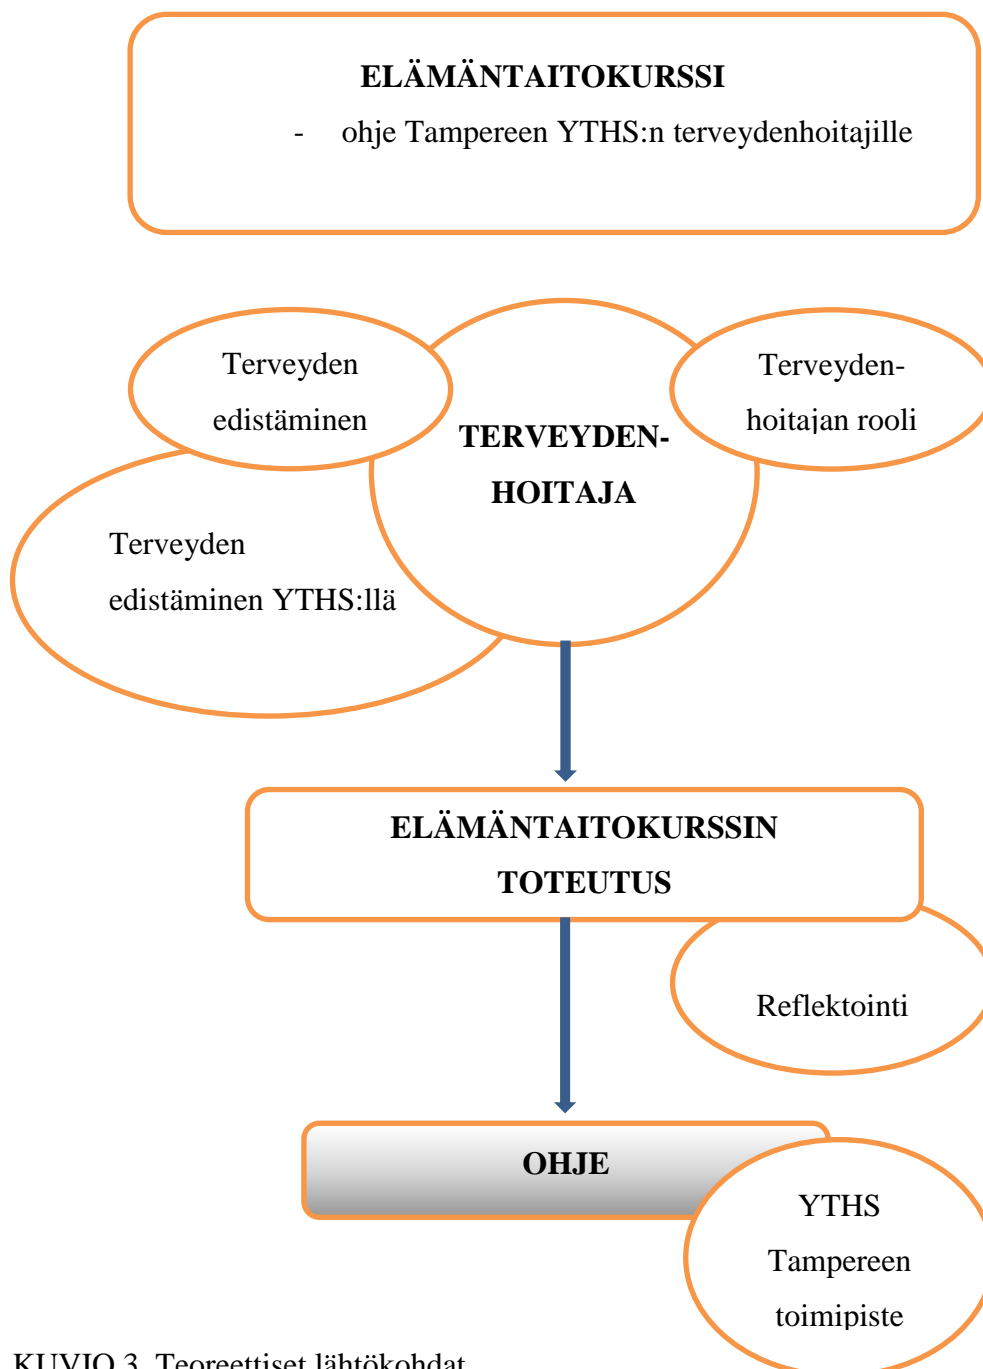 ELÄMÄNTAITOKURSSI
- ohje Tampereen YTHS:n terveydenhoitajille
Terveyden
edistäminen
TERVEYDEN-
HOITAJA
Terveyden-
hoitajan rooli
Terveyden
edistäminen YTHS:llä
ELÄMÄNTAITOKURSSIN
TOTEUTUS
Reflektointi
OHJE
YTHS
Tampereen
toimipiste
KUVIO 3. Teoreettiset lähtökohdat